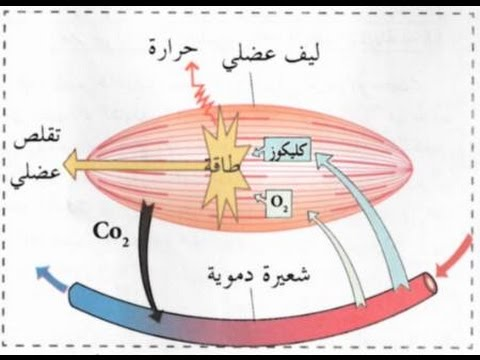 ليف عضلي
حرارة
تقلص
عضلي
طاقة
كليكوز
O₂
Co₂
شعيرة دموية